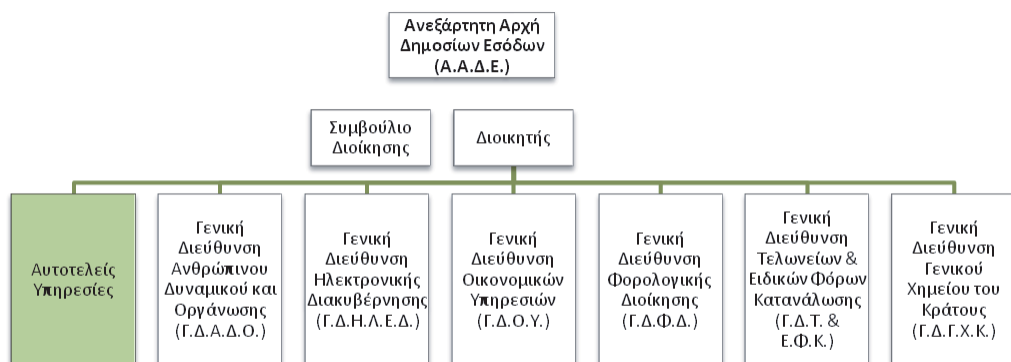 Ανεξάρτητη Αρχή
Δημοσίων Εσόδων
(Α.Α.Δ.Ε.)
Συμβούλιο
Διοίκησης
Διοικητής
Αυτοτελείς
Υπηρεσίες
Γενική
Διεύθυνση
Ανθρώπινου
Δυναμικού και
Οργάνωσης
(Γ.Δ.Α.Δ.Ο.)
Γενική
Διεύθυνση
Ηλεκτρονικής
Διακυβέρνησης
(Γ.Δ.Η.Λ.Ε.Δ.)
Γενική
Διεύθυνση
Οικονομικών
Υπηρεσιών
(Γ.Δ.Ο.Υ.)
Γενική
Διεύθυνση
Φορολογικής
Διοίκησης
(Γ.Δ.Φ.Δ.)
Γενική
Διεύθυνση
Τελωνείων &
Ειδικών Φόρων
Κατανάλωσης
(Γ.Δ.Τ. &
Ε.Φ.Κ.)
Γενική
Διεύθυνση
Γενικού
Χημείου του
Κράτους
(Γ.Δ.Γ.Χ.Κ.)